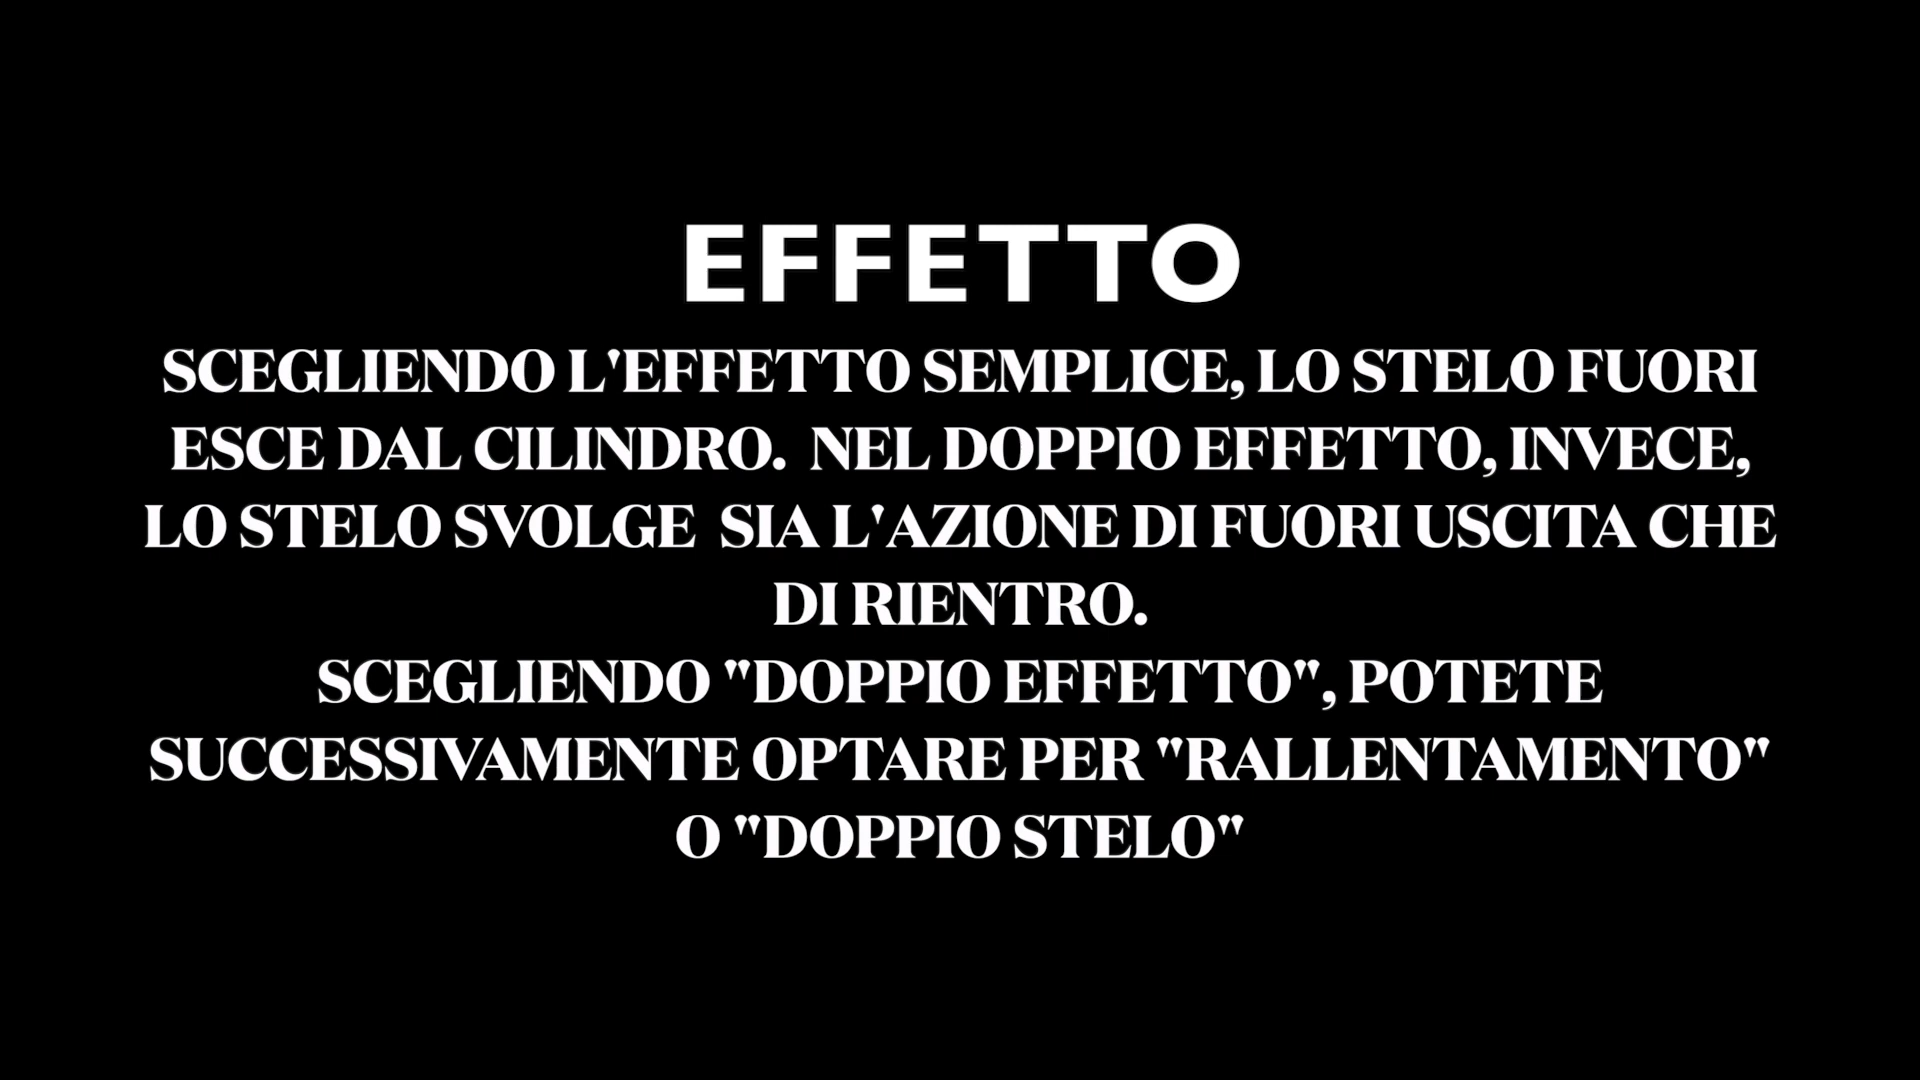 EFFETTO
SCEGLIENDO L'EFFETTO SEMPLICE, LO STELO FUORI
ESCE DAL CILINDRO.  NEL DOPPIO EFFETTO, INVECE,
LO STELO SVOLGE  SIA L'AZIONE DI FUORI USCITA CHE
DI RIENTRO.
SCEGLIENDO "DOPPIO EFFETTO", POTETE
SUCCESSIVAMENTE OPTARE PER "RALLENTAMENTO"
O "DOPPIO STELO"